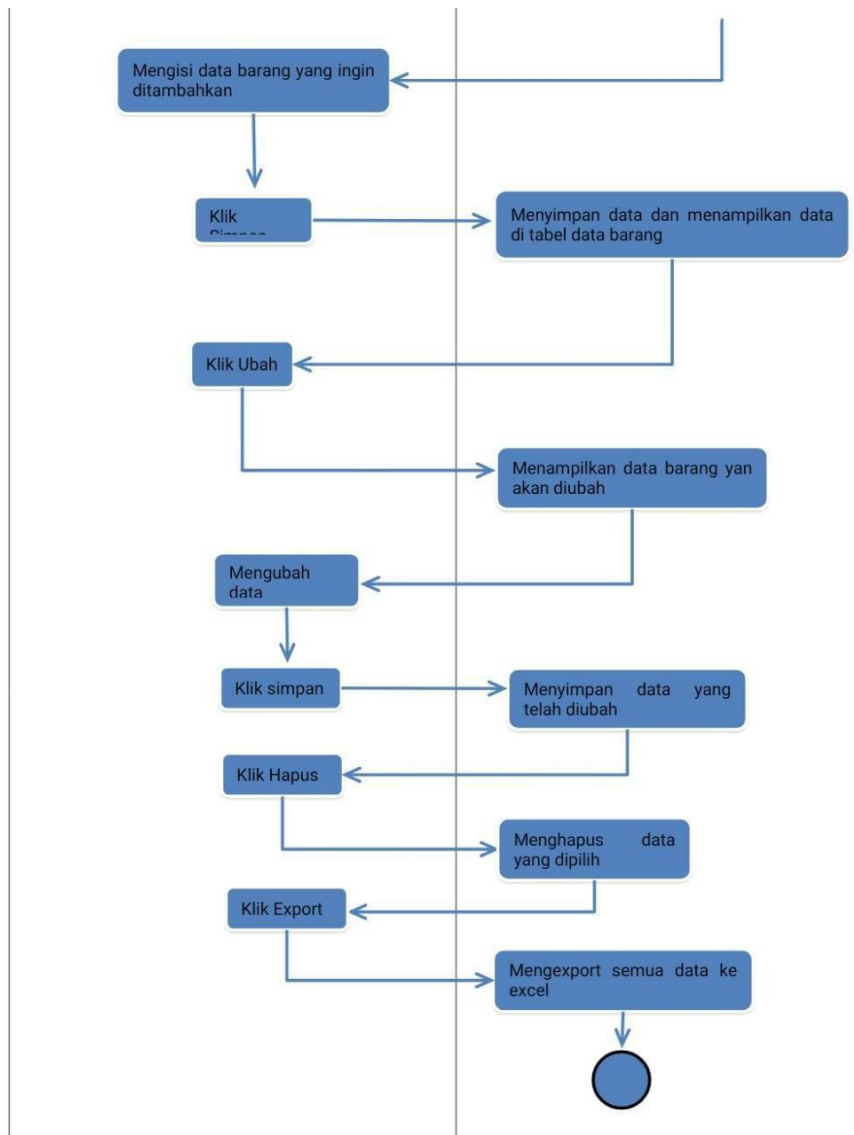 Mengisi data barang yang ingin
ditambahkan
Klik
Simpan
Menyimpan data dan menampilkan data
di tabel data barang
Klik Ubah
Menampilkan data barang yan
akan diubah
Mengubah
data
Klik simpan
Menyimpan data yang
telah diubah
Klik Hapus
Menghapus data
yang dipilih
Klik Export
Mengexport semua data ke
excel